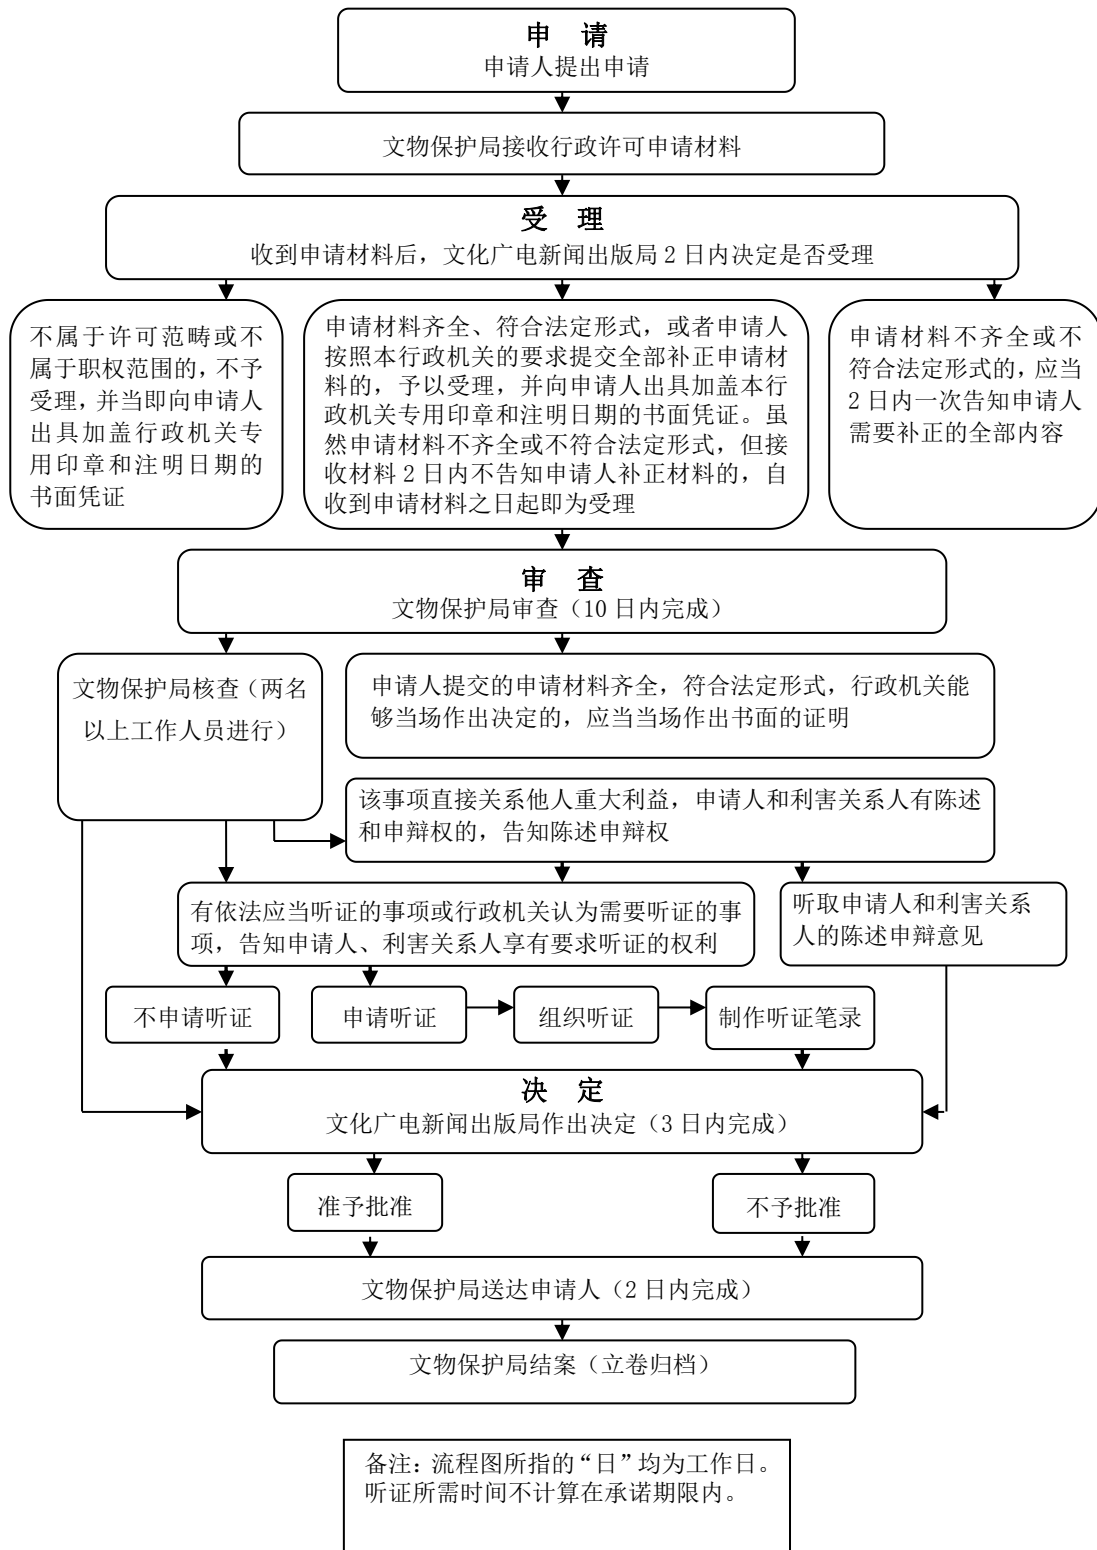 申　请
申请人提出申请
文物保护局接收行政许可申请材料
受　理
收到申请材料后，文化广电新闻出版局 2 日内决定是否受理
不属于许可范畴或不
属于职权范围的，不予
受理，并当即向申请人
出具加盖行政机关专
用印章和注明日期的
书面凭证
申请材料齐全、符合法定形式，或者申请人
按照本行政机关的要求提交全部补正申请材
料的，予以受理，并向申请人出具加盖本行
政机关专用印章和注明日期的书面凭证。虽
然申请材料不齐全或不符合法定形式，但接
收材料 2 日内不告知申请人补正材料的，自
收到申请材料之日起即为受理
申请材料不齐全或不
符合法定形式的，应当
2 日内一次告知申请人
需要补正的全部内容
审　查
文物保护局审查（10 日内完成）
文物保护局核查（两名
以上工作人员进行）
申请人提交的申请材料齐全，符合法定形式，行政机关能
够当场作出决定的，应当当场作出书面的证明
该事项直接关系他人重大利益，申请人和利害关系人有陈述
和申辩权的，告知陈述申辩权
有依法应当听证的事项或行政机关认为需要听证的事
项，告知申请人、利害关系人享有要求听证的权利
听取申请人和利害关系
人的陈述申辩意见
不申请听证
申请听证
组织听证
制作听证笔录
决　定
文化广电新闻出版局作出决定（3 日内完成）
准予批准
不予批准
文物保护局送达申请人（2 日内完成）
文物保护局结案（立卷归档）
备注：流程图所指的“日”均为工作日。
听证所需时间不计算在承诺期限内。